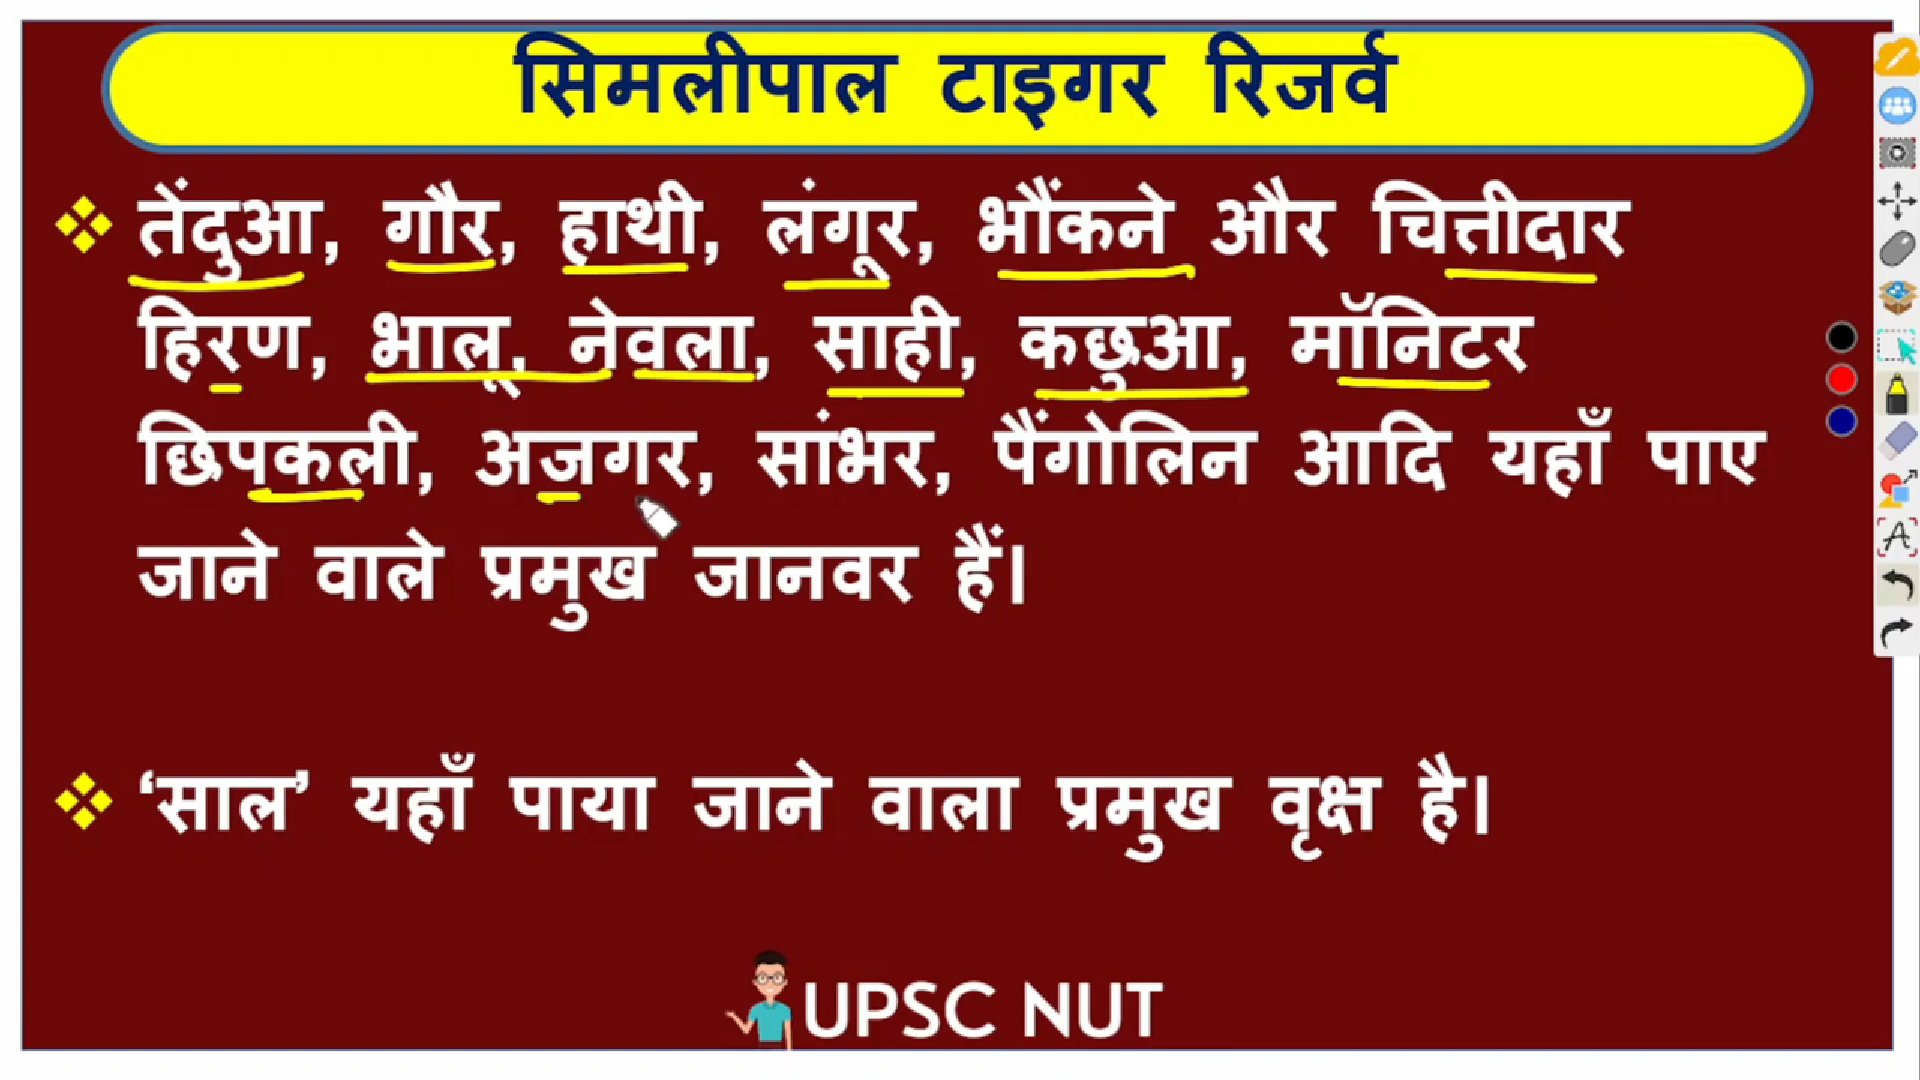 सिमलीपाल टाइगर रिजर्व
तेंदुआ, गौर, हाथी, लंगूर, भौंकने और चित्तीदार
हिरण, भालू, नेवला, साही, कछुआ, मॉनिटर
छिपकली, अजगर, सांभर, पैंगोलिन आदि यहाँ पाए
जाने वाले प्रमुख जानवर हैं।
‘साल’ यहाँ पाया जाने वाला प्रमुख वृक्ष है।
UPSC NUT